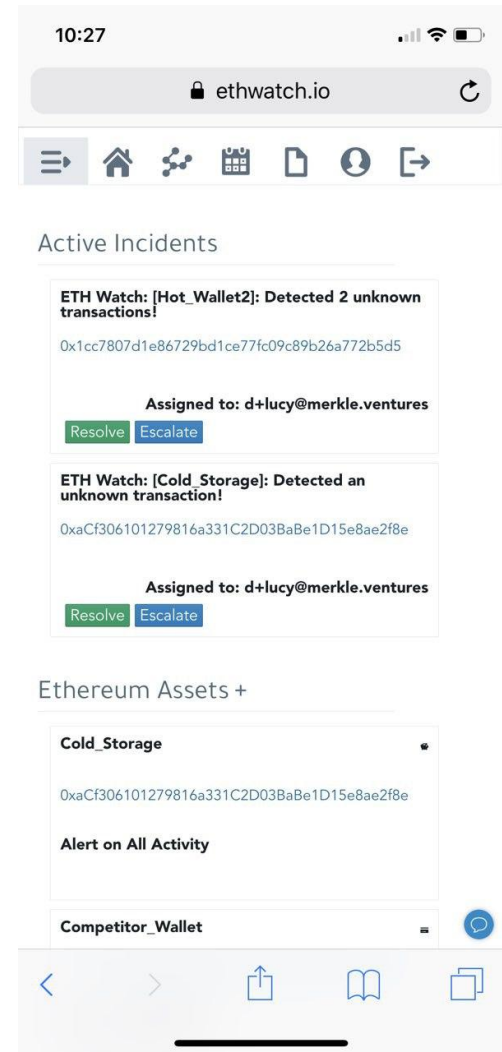 10:27
ethwatch.io
Active Incidents
ETH Watch: [Hot_Wallet2]: Detected 2 unknown
transactions!
0x1cc7807d1e86729bd1ce77fc09c89b26a772b5d5
Assigned to: d+lucy@merkle.ventures
Resolve Escalate
ETH Watch: [Cold_Storage]: Detected an
unknown transaction!
0xaCf306101279816a331C2D03BaBe1D15e8ae2f8e
Assigned to: d+lucy@merkle.ventures
Resolve Escalate
Ethereum Assets +
Cold_Storage
0xaCf306101279816a331C2D03BaBe1D15e8ae2f8e
Alert on All Activity
Competitor_Wallet